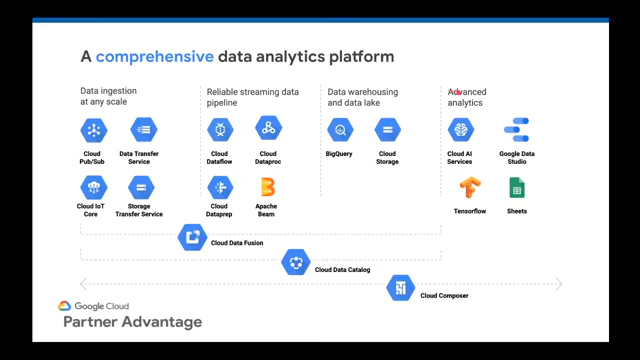 A comprehensive data analytics platform
Data ingestion
at any scale
Reliable streaming data
pipeline
Data warehousing
and data lake
Advanced
analytics
Cloud
Pub/Sub
Data Transfer
Service
Cloud
Dataflow
Cloud
Dataproc
BigQuery
Cloud
Storage
Cloud AI
Services
Google Data
Studio
Cloud IoT
Core
Storage
Transfer Service
Cloud
Dataprep
Apache
Beam
Tensorflow
Sheets
Cloud Data Fusion
Cloud Data Catalog
Cloud Composer
Google Cloud
Partner Advantage